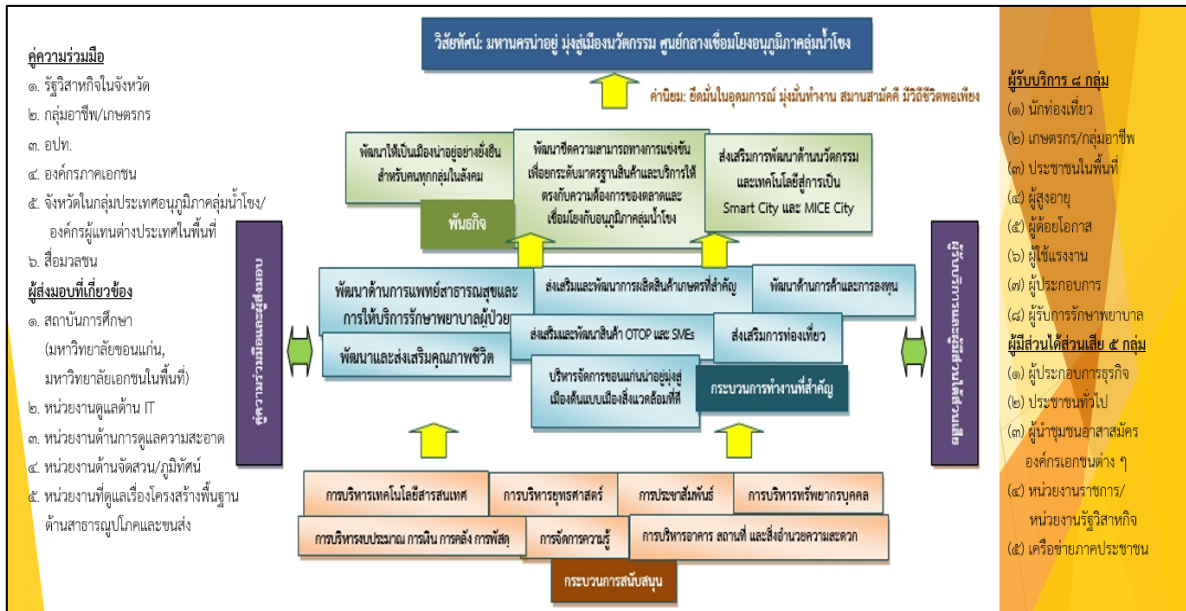 คู่ความร่วมมือ
๑. รัฐวิสาหกิจในจังหวัด
๒. กลุ่มอาชีพ/เกษตรกร
๓. อปท.
๔. องค์กรภาคเอกชน
๕. จังหวัดในกลุ่มประเทศอนุภูมิภาคลุ่มน้ำโขง/
องค์กรผู้แทนต่างประเทศในพื้นที่
๖. สื่อมวลชน
ผู้ส่งมอบที่เกี่ยวข้อง
๑. สถาบันการศึกษา
(มหาวิทยาลัยขอนแก่น,
มหาวิทยาลัยเอกชนในพื้นที่)
๒. หน่วยงานดูแลด้าน IT
๓. หน่วยงานด้านการดูแลความสะอาด
๔. หน่วยงานด้านจัดสวน/ภูมิทัศน์
๕. หน่วยงานที่ดูแลเรื่องโครงสร้างพื้นฐาน
ด้านสาธารณูปโภคและขนส่ง
วิสัยทัศน์: มหานครน่าอยู่ มุ่งสู่เมืองนวัตกรรม ศูนย์กลางเชื่อมโยงอนุภูมิภาคลุ่มน้ำโขง
ค่านิยม: ยึดมั่นในอุดมการณ์ มุ่งมั่นทำงาน สมานสามัคคี มีวิถีชีวิตพอเพียง
พัฒนาให้เป็นเมืองน่าอยู่อย่างยั่งยืน
สำหรับคนทุกกลุ่มในสังคม
พันธกิจ
พัฒนาขีดความสามารถทางการแข่งขัน
เพื่อยกระดับมาตรฐานสินค้าและบริการให้
ตรงกับความต้องการของตลาดและ
เชื่อมโยงกับอนุภูมิภาคลุ่มน้ำโขง
ส่งเสริมการพัฒนาด้านนวัตกรรม
และเทคโนโลยีสู่การเป็น
Smart City และ MICE City
คู่ความร่วมมือและผู้ส่งมอบ
พัฒนาด้านการแพทย์สาธารณสุขและ
การให้บริการรักษาพยาบาลผู้ป่วย
ส่งเสริมและพัฒนาการผลิตสินค้าเกษตรที่สำคัญ
พัฒนาด้านการค้าและการลงทุน
พัฒนาและส่งเสริมคุณภาพชีวิต
ส่งเสริมและพัฒนาสินค้า OTOP และ SMEs
ส่งเสริมการท่องเที่ยว
บริหารจัดการขอนแก่นน่าอยู่มุ่งสู่
เมืองต้นแบบเมืองสิ่งแวดล้อมที่ดี
กระบวนการทำงานที่สำคัญ
ผู้รับบริการและผู้มีส่วนได้ส่วนเสีย
การบริหารเทคโนโลยีสารสนเทศ
การบริหารยุทธศาสตร์
การประชาสัมพันธ์
การบริหารทรัพยากรบุคคล
การบริหารงบประมาณ การเงิน การคลัง การพัสดุ
การจัดการความรู้
การบริหารอาคาร สถานที่ และสิ่งอำนวยความสะดวก
กระบวนการสนับสนุน
ผู้รับบริการ ๘ กลุ่ม
(๑) นักท่องเที่ยว
(๒) เกษตรกร/กลุ่มอาชีพ
(๓) ประชาชนในพื้นที่
(๔) ผู้สูงอายุ
(๕) ผู้ด้อยโอกาส
(๖) ผู้ใช้แรงงาน
(๗) ผู้ประกอบการ
(๘) ผู้รับการรักษาพยาบาล
ผู้มีส่วนได้ส่วนเสีย ๕ กลุ่ม
(๑) ผู้ประกอบการธุรกิจ
(๒) ประชาชนทั่วไป
(๓) ผู้นำชุมชนอาสาสมัคร
องค์กรเอกชนต่าง ๆ
(๔) หน่วยงานราชการ/
หน่วยงานรัฐวิสาหกิจ
(๕) เครือข่ายภาคประชาชน